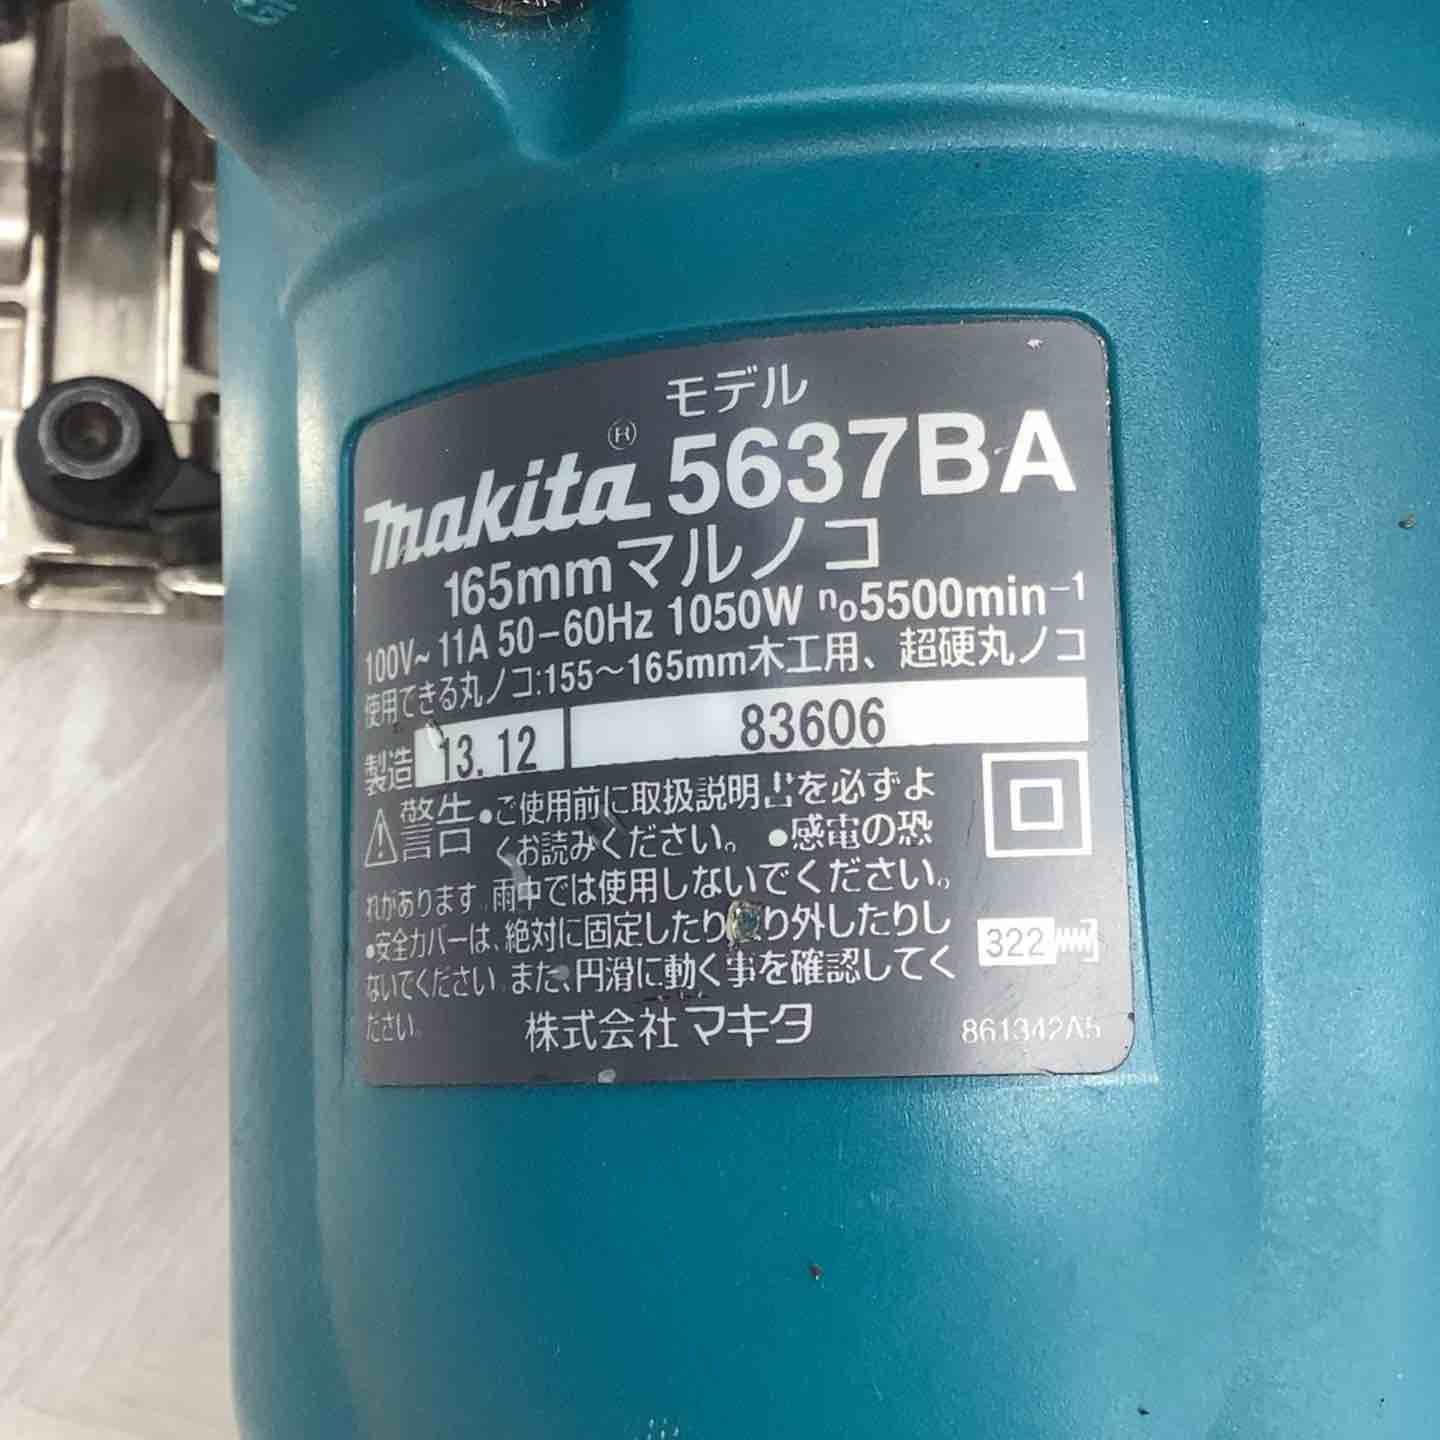 モデル
makita® 5637BA
165mmマルノコ
100V~ 11A 50-60Hz 1050W n₀5500min⁻¹
使用できる丸ノコ:155~165mm木工用、超硬丸ノコ
製造 13.12 83606
⚠警告 •ご使用前に取扱説明書を必ずよ
くお読みください。 •感電の恐
れがあります 雨中では使用しないでください。
•安全カバーは、絶対に固定したり り外したりし
ないでください また、円滑に動く事を確認してく
ださい
322
株式会社マキタ
861342A5